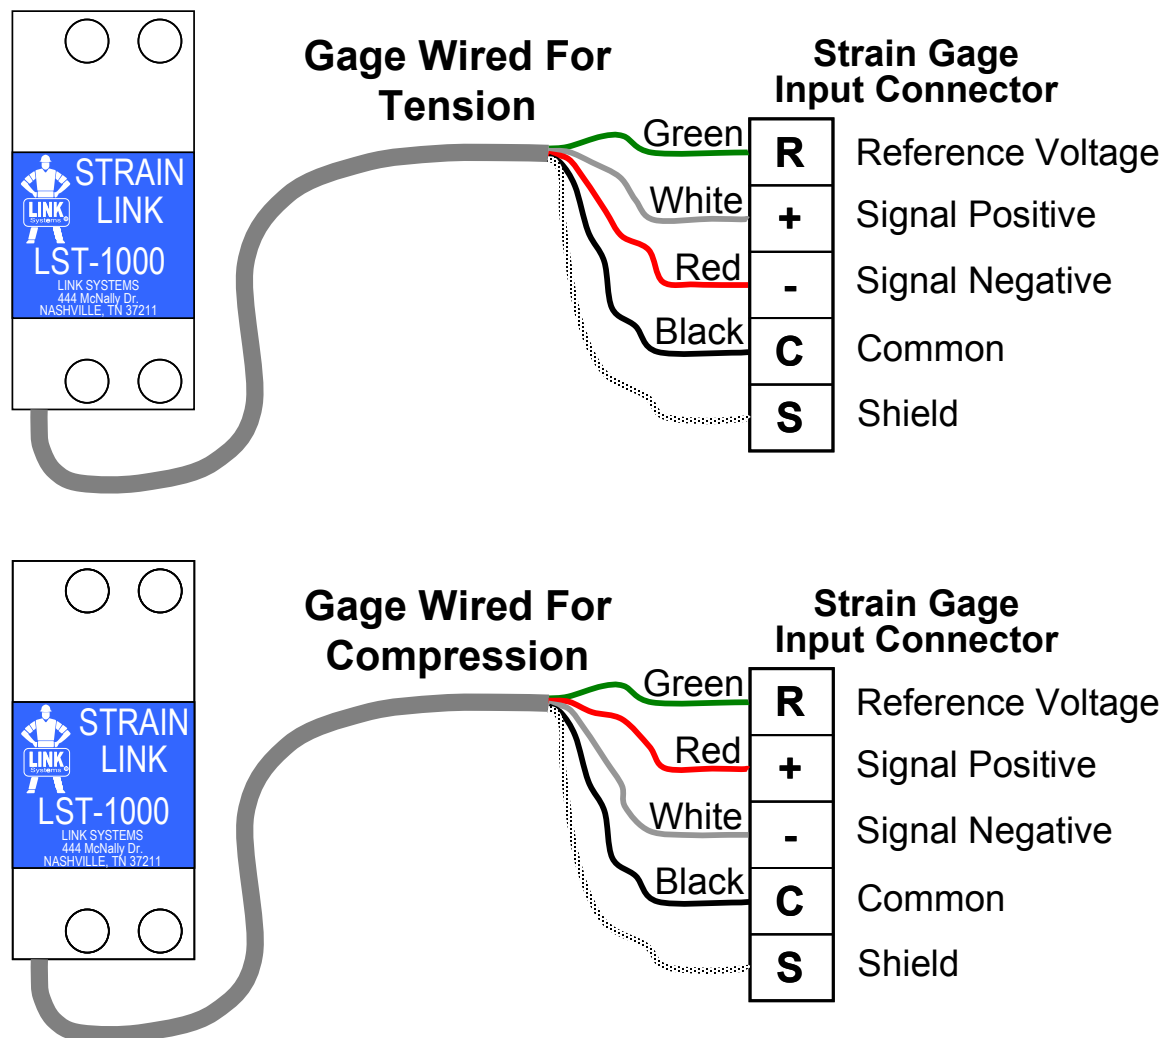 Gage Wired For
Tension
Strain Gage
Input Connector
STRAIN
LINK
LINK
Systems
LST-1000
LINK SYSTEMS
444 McNally Dr.
NASHVILLE, TN 37211
Green R Reference Voltage
White + Signal Positive
Red - Signal Negative
Black C Common
S Shield
Gage Wired For
Compression
Strain Gage
Input Connector
STRAIN
LINK
LINK
Systems
LST-1000
LINK SYSTEMS
444 McNally Dr.
NASHVILLE, TN 37211
Green R Reference Voltage
Red + Signal Positive
White - Signal Negative
Black C Common
S Shield